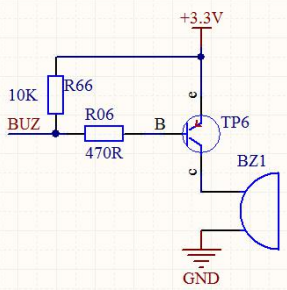 +3.3V
R66
10K
e
R06
BUZ
B
TP6
470R
BZ1
c
GND